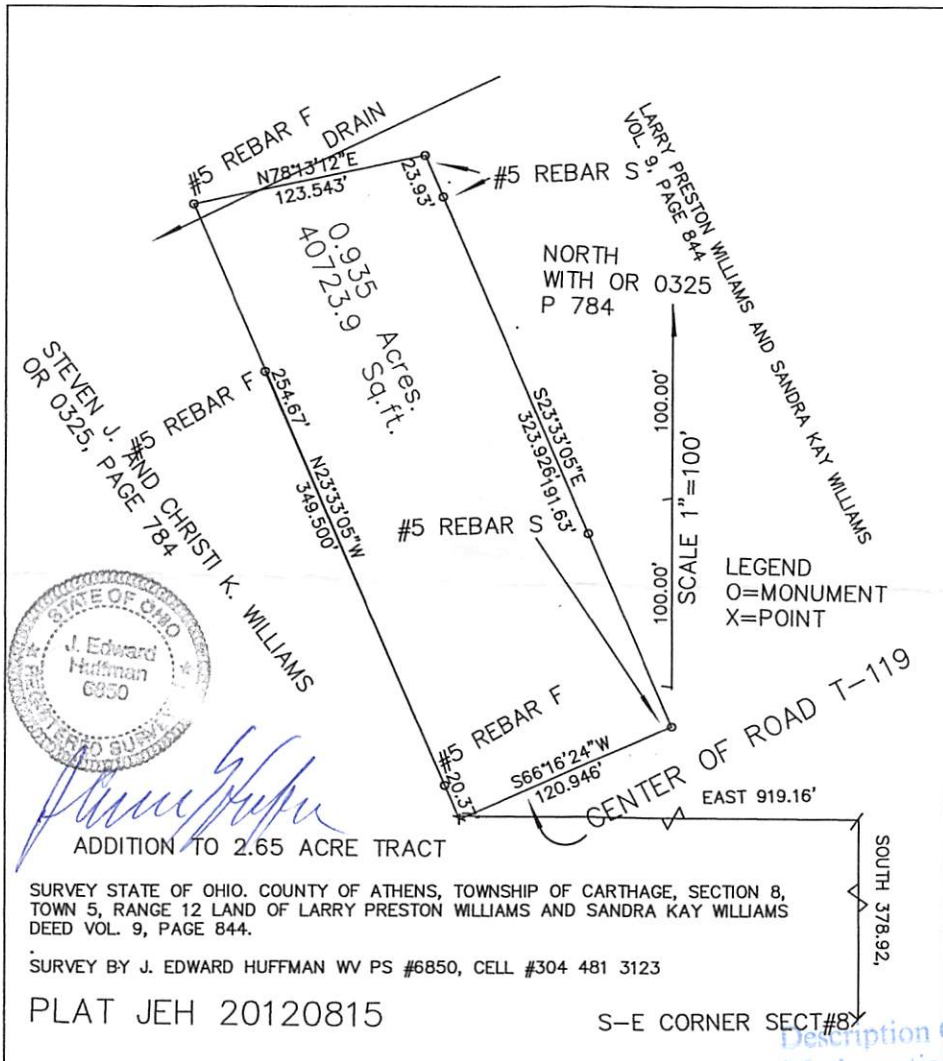 #5 REBAR F
DRAIN
N78°13'12"E
123.543'
23.93'
#5 REBAR S
LARRY PRESTON WILLIAMS AND SANDRA KAY WILLIAMS
VOL. 9, PAGE 844
0.935 Acres.
40723.9 Sq.ft.
NORTH
WITH OR 0325
P 784
STEVEN J. AND CHRISTI K. WILLIAMS
OR 0325, PAGE 784
#5 REBAR F
254.67'
N23°33'05"W
349.500'
S23°33'05"E
323.926'
191.63'
100.00'
100.00'
SCALE 1"=100'
#5 REBAR S
LEGEND
O=MONUMENT
X=POINT
STATE OF OHIO
J. Edward
Huffman
6850
REGISTERED SURVEYOR
#5 REBAR F
20.37'
S66°16'24"W
120.946'
CENTER OF ROAD T-119
EAST 919.16'
SOUTH 378.92,
ADDITION TO 2.65 ACRE TRACT
SURVEY STATE OF OHIO. COUNTY OF ATHENS, TOWNSHIP OF CARTHAGE, SECTION 8,
TOWN 5, RANGE 12 LAND OF LARRY PRESTON WILLIAMS AND SANDRA KAY WILLIAMS
DEED VOL. 9, PAGE 844.
SURVEY BY J. EDWARD HUFFMAN WV PS #6850, CELL #304 481 3123
PLAT JEH 20120815
S-E CORNER SECT#8
Description